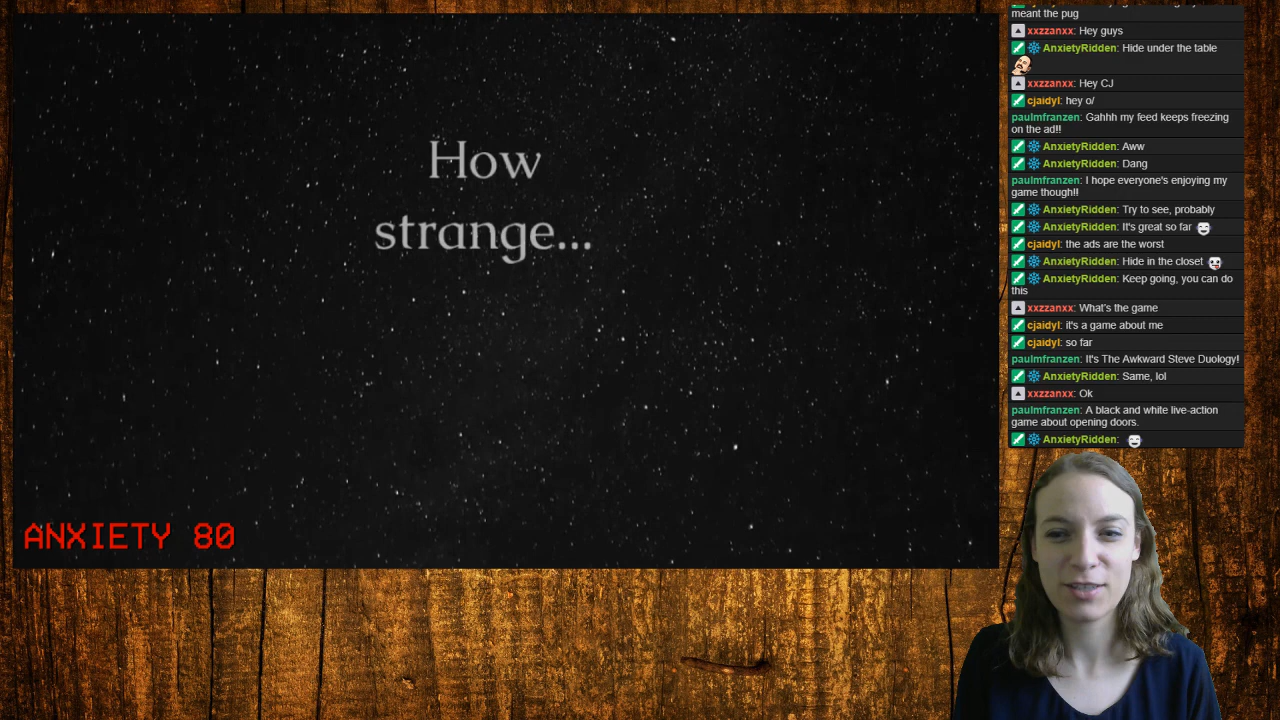 How
strange...
ANXIETY 80
meant the pug
xxzzanxx: Hey guys
AnxietyRidden: Hide under the table
xxzzanxx: Hey CJ
cjaidyl: hey o/
paulmfranzen: Gahhh my feed keeps freezing
on the ad!!
AnxietyRidden: Aww
AnxietyRidden: Dang
paulmfranzen: I hope everyone's enjoying my
game though!!
AnxietyRidden: Try to see, probably
AnxietyRidden: It's great so far
cjaidyl: the ads are the worst
AnxietyRidden: Hide in the closet
AnxietyRidden: Keep going, you can do
this
xxzzanxx: What's the game
cjaidyl: it's a game about me
cjaidyl: so far
paulmfranzen: It's The Awkward Steve Duology!
AnxietyRidden: Same, lol
xxzzanxx: Ok
paulmfranzen: A black and white live-action
game about opening doors.
AnxietyRidden: